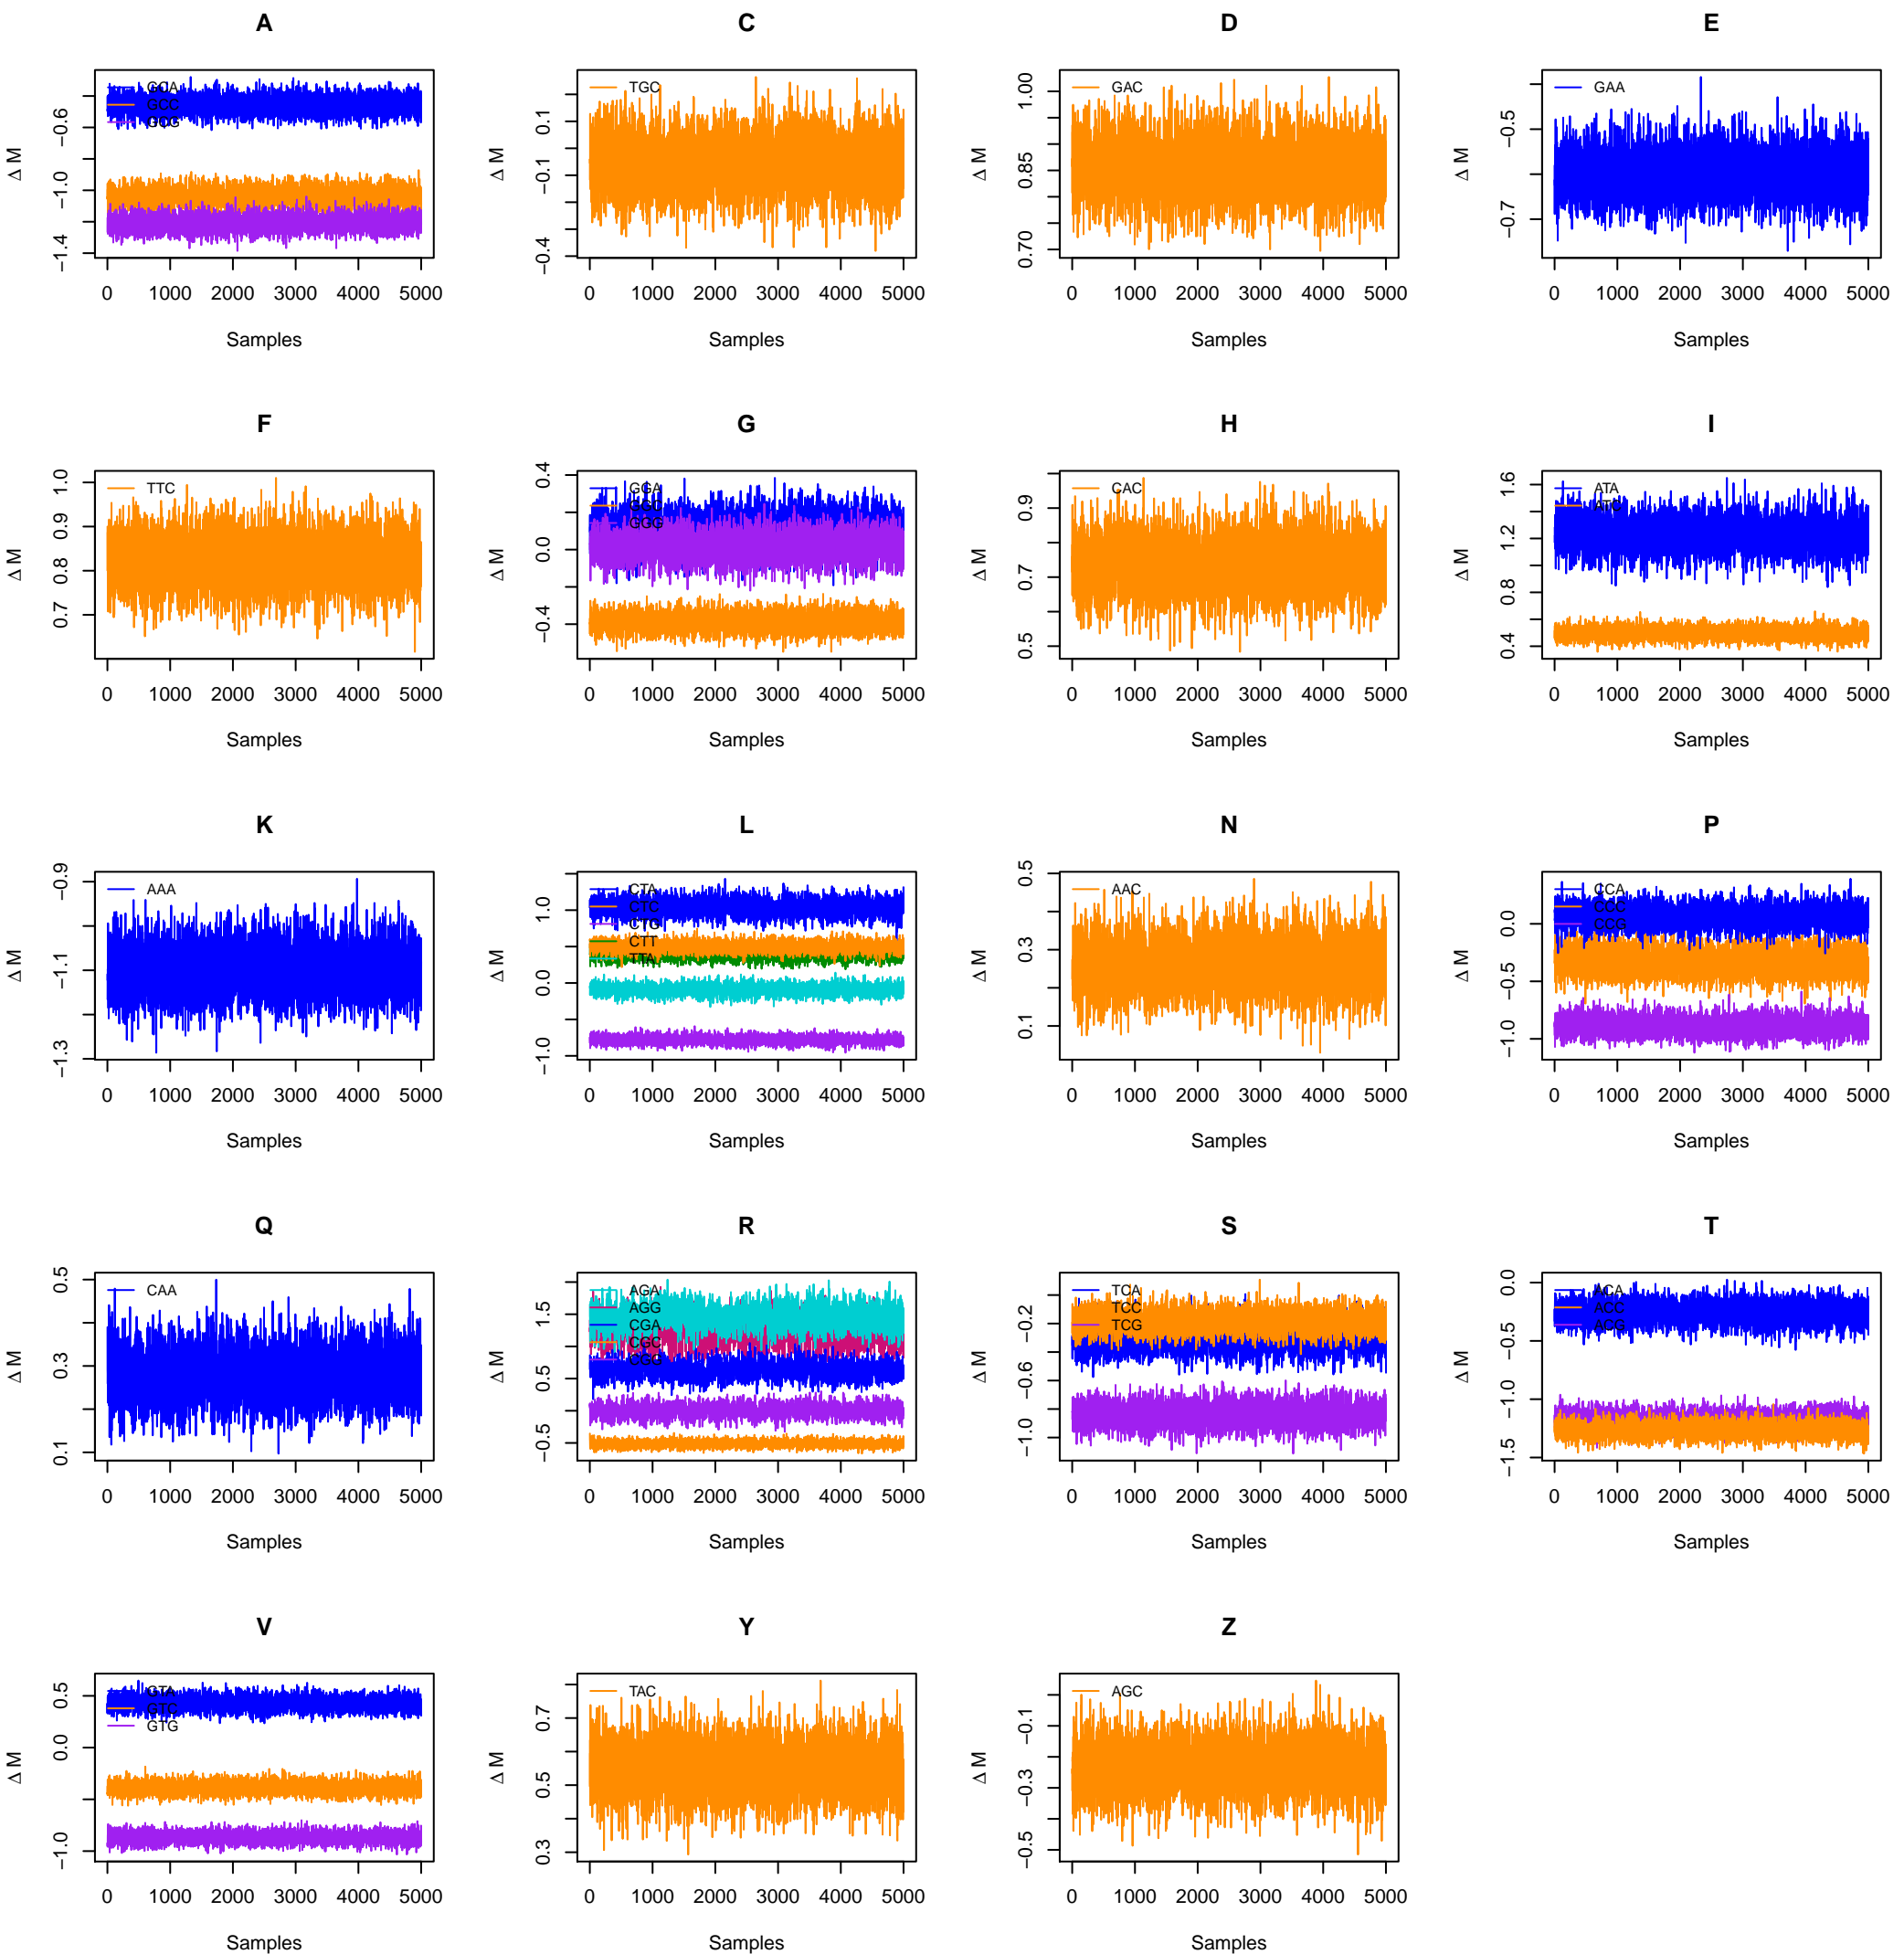 A
GCA
GCC
GCG
ΔM
−1.4
−1.0
−0.6
0 1000 2000 3000 4000 5000
Samples
C
TGC
ΔM
−0.4
−0.1
0.1
0 1000 2000 3000 4000 5000
Samples
D
GAC
ΔM
0.70
0.85
1.00
0 1000 2000 3000 4000 5000
Samples
E
GAA
ΔM
−0.7
−0.5
0 1000 2000 3000 4000 5000
Samples
F
TTC
ΔM
0.7
0.8
0.9
1.0
0 1000 2000 3000 4000 5000
Samples
G
GGA
GGC
GGG
ΔM
−0.4
0.0
0.4
0 1000 2000 3000 4000 5000
Samples
H
CAC
ΔM
0.5
0.7
0.9
0 1000 2000 3000 4000 5000
Samples
I
ATA
ATC
ΔM
0.4
0.8
1.2
1.6
0 1000 2000 3000 4000 5000
Samples
K
AAA
ΔM
−1.3
−1.1
−0.9
0 1000 2000 3000 4000 5000
Samples
L
CTA
CTC
CTG
CTT
TTA
ΔM
−1.0
0.0
1.0
0 1000 2000 3000 4000 5000
Samples
N
AAC
ΔM
0.1
0.3
0.5
0 1000 2000 3000 4000 5000
Samples
P
CCA
CCC
CCG
ΔM
−1.0
−0.5
0.0
0 1000 2000 3000 4000 5000
Samples
Q
CAA
ΔM
0.1
0.3
0.5
0 1000 2000 3000 4000 5000
Samples
R
AGA
AGG
CGA
CGC
CGG
ΔM
−0.5
0.5
1.5
0 1000 2000 3000 4000 5000
Samples
S
TCA
TCC
TCG
ΔM
−1.0
−0.6
−0.2
0 1000 2000 3000 4000 5000
Samples
T
ACA
ACC
ACG
ΔM
−1.5
−1.0
−0.5
0.0
0 1000 2000 3000 4000 5000
Samples
V
GTA
GTC
GTG
ΔM
−1.0
0.0
0.5
0 1000 2000 3000 4000 5000
Samples
Y
TAC
ΔM
0.3
0.5
0.7
0 1000 2000 3000 4000 5000
Samples
Z
AGC
ΔM
−0.5
−0.3
−0.1
0 1000 2000 3000 4000 5000
Samples